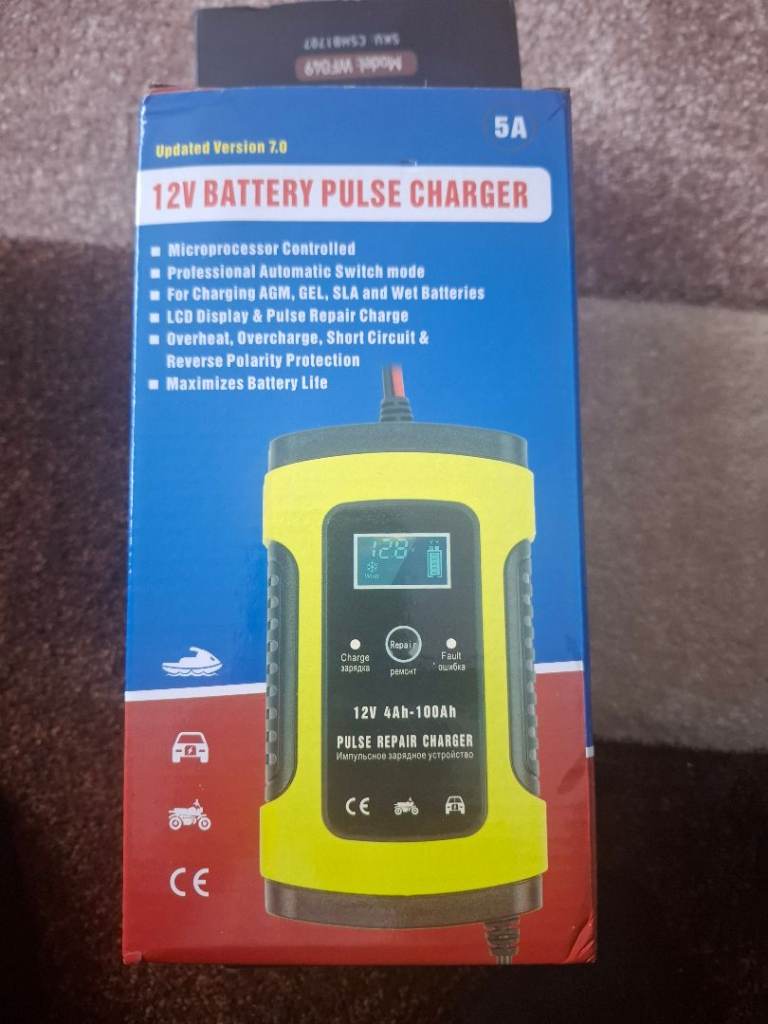 Model: WF049
SKU: CSHB1707
5A
Updated Version 7.0
12V BATTERY PULSE CHARGER
Microprocessor Controlled
Professional Automatic Switch mode
For Charging AGM, GEL, SLA and Wet Batteries
LCD Display & Pulse Repair Charge
Overheat, Overcharge, Short Circuit &
Reverse Polarity Protection
Maximizes Battery Life
Repair
Charge
зарядка
ремонт
Fault
ошибка
12V 4Ah-100Ah
PULSE REPAIR CHARGER
Импульсное зарядное устройство
CE
CE